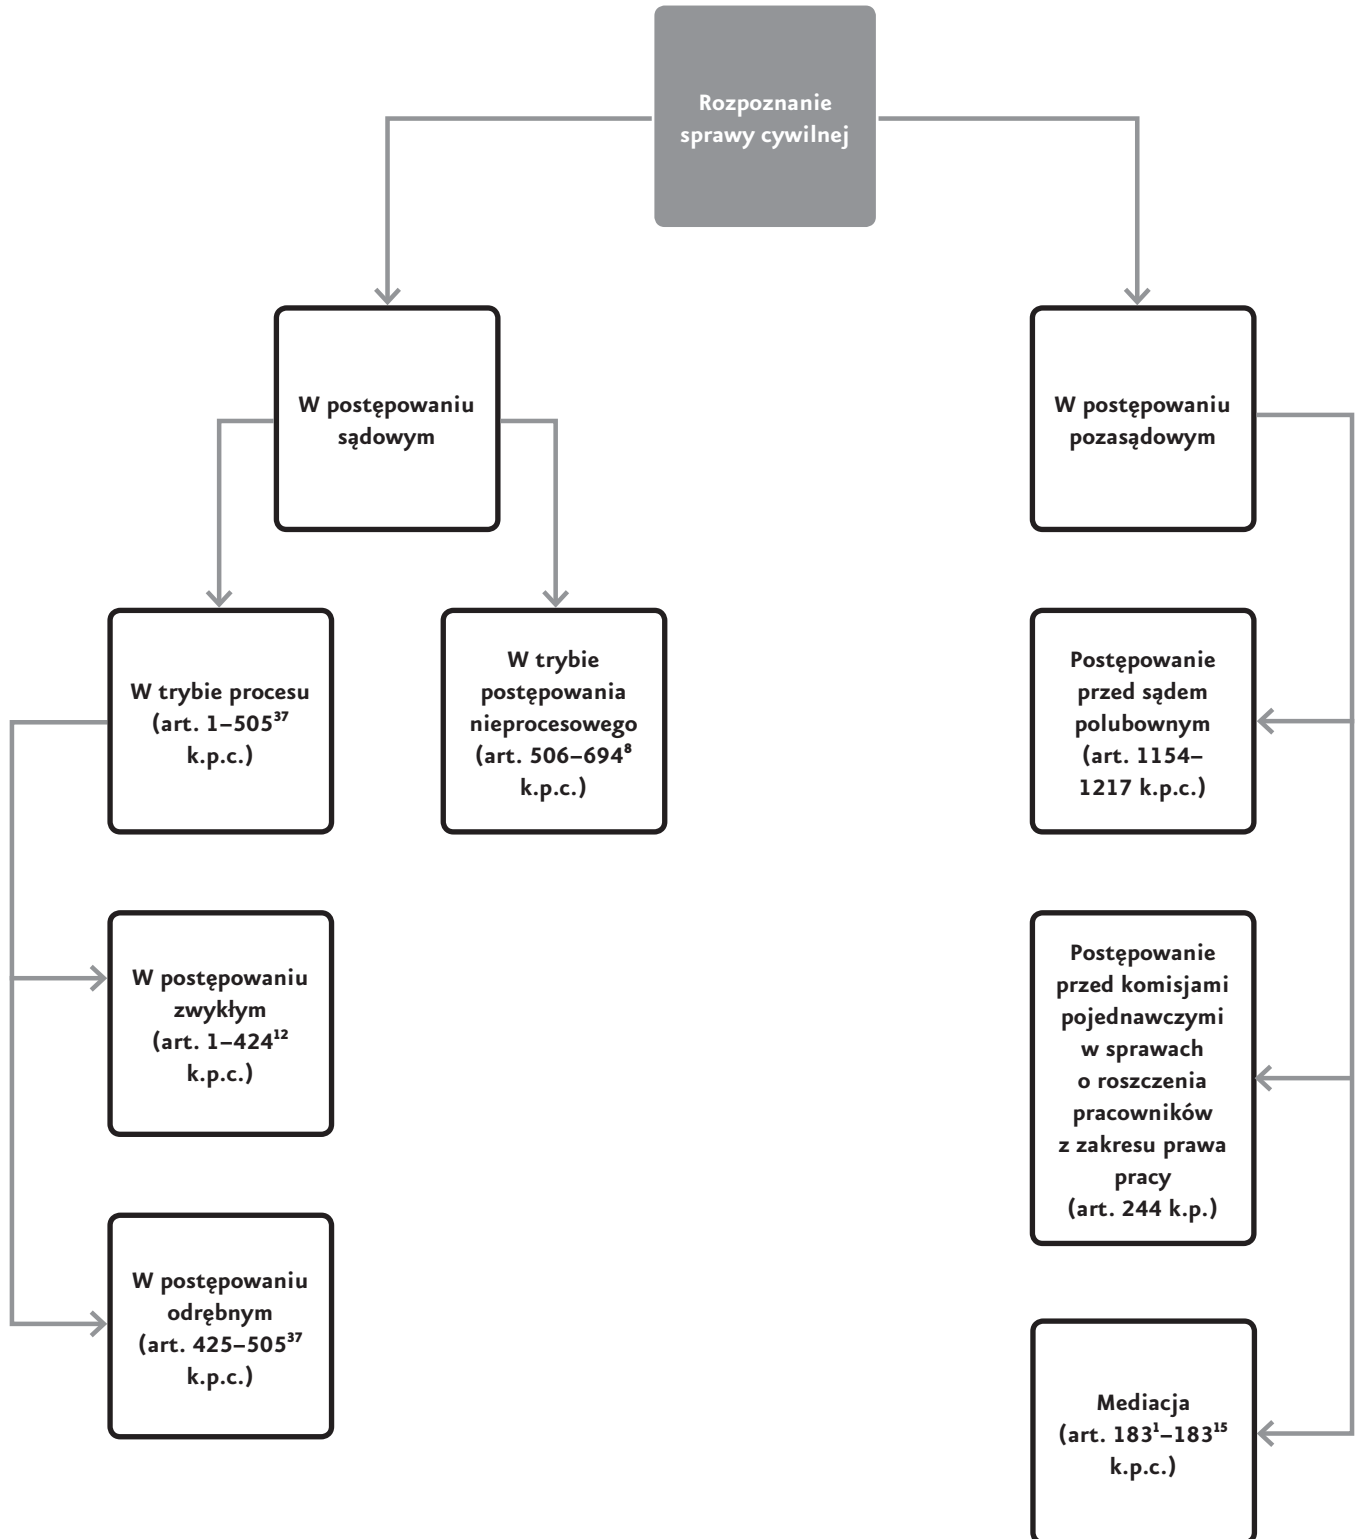 Rozpoznanie
sprawy cywilnej
W postępowaniu
sądowym
W postępowaniu
pozasądowym
W trybie procesu
(art. 1–505³⁷
k.p.c.)
W trybie
postępowania
nieprocesowego
(art. 506–694⁸
k.p.c.)
Postępowanie
przed sądem
polubownym
(art. 1154–
1217 k.p.c.)
W postępowaniu
zwykłym
(art. 1–424¹²
k.p.c.)
Postępowanie
przed komisjami
pojednawczymi
w sprawach
o roszczenia
pracowników
z zakresu prawa
pracy
(art. 244 k.p.)
W postępowaniu
odrębnym
(art. 425–505³⁷
k.p.c.)
Mediacja
(art. 183¹–183¹⁵
k.p.c.)